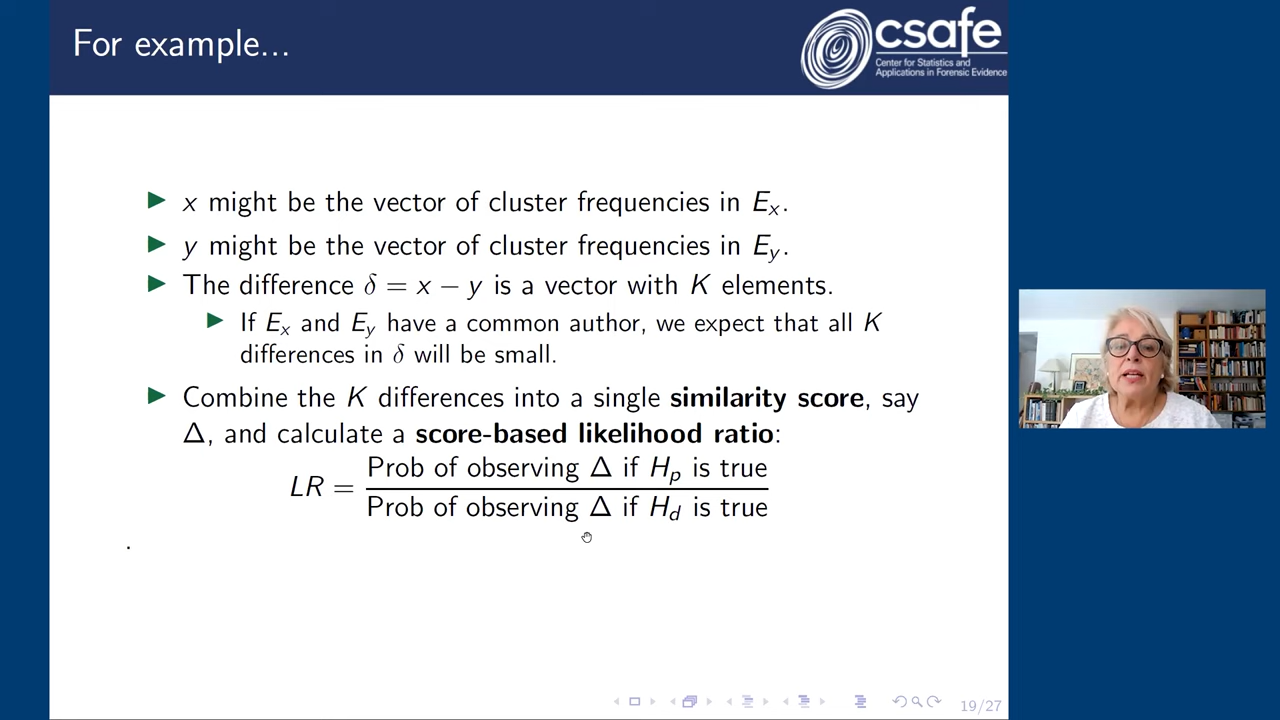 For example...
csafe
Center for Statistics and
Applications in Forensic Evidence
▶ x might be the vector of cluster frequencies in Eₓ.
▶ y might be the vector of cluster frequencies in E_y.
▶ The difference δ = x − y is a vector with K elements.
▶ If Eₓ and E_y have a common author, we expect that all K
differences in δ will be small.
▶ Combine the K differences into a single similarity score, say
Δ, and calculate a score-based likelihood ratio:
Prob of observing Δ if H_p is true
LR =
Prob of observing Δ if H_d is true
.
19/27